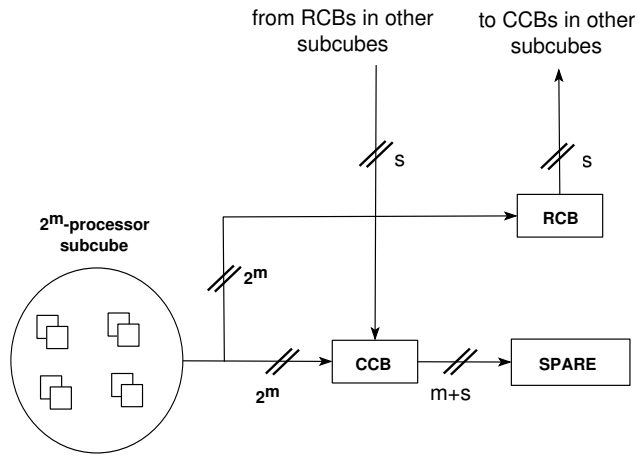 from RCBs in other
subcubes
to CCBs in other
subcubes
s
s
2^m-processor
subcube
RCB
2^m
CCB
SPARE
2^m
m+s